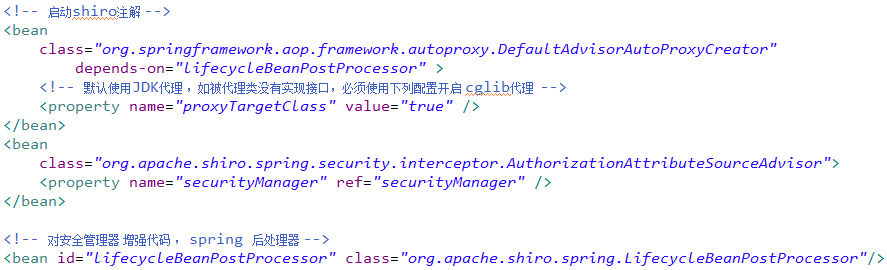 <!-- 启动shiro注解 -->
<bean
class="org.springframework.aop.framework.autoproxy.DefaultAdvisorAutoProxyCreator"
depends-on="lifecycleBeanPostProcessor" >
<!-- 默认使用JDK代理 ，如被代理类没有实现接口，必须使用下列配置开启 cglib代理 -->
<property name="proxyTargetClass" value="true" />
</bean>
<bean
class="org.apache.shiro.spring.security.interceptor.AuthorizationAttributeSourceAdvisor">
<property name="securityManager" ref="securityManager" />
</bean>
<!-- 对安全管理器 增强代码 ，spring 后处理器 -->
<bean id="lifecycleBeanPostProcessor" class="org.apache.shiro.spring.LifecycleBeanPostProcessor"/>